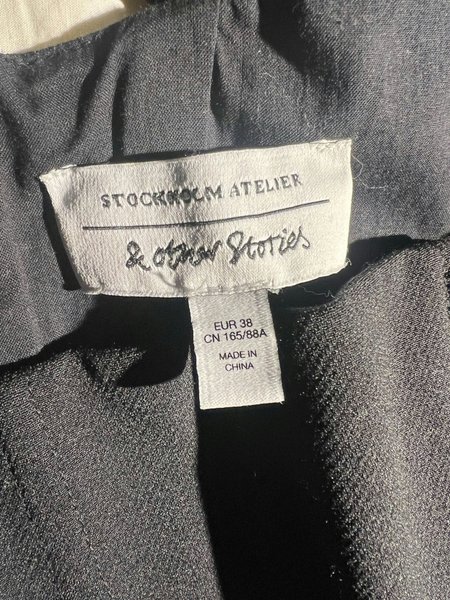 STOCKHOLM ATELIER
& other Stories
EUR 38
CN 165/88A
MADE IN
CHINA